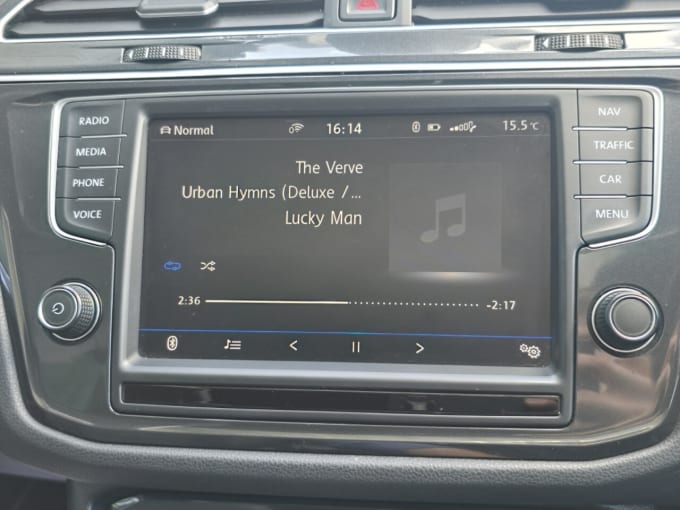 RADIO
MEDIA
PHONE
VOICE
NAV
TRAFFIC
CAR
MENU
Normal
16:14
15.5°C
The Verve
Urban Hymns (Deluxe /...
Lucky Man
2:36
-2:17